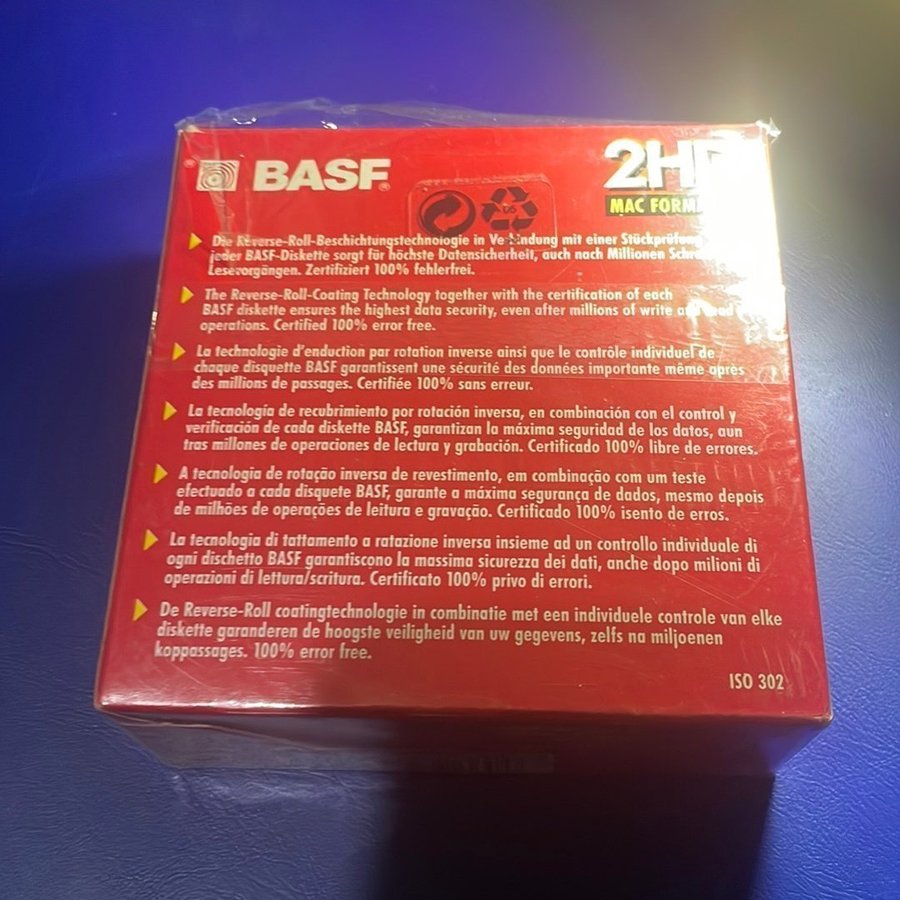 BASF
2HD
MAC FORMA
Die Reverse-Roll-Beschichtungstechnologie in Verbindung mit einer Stückprüfung
jeder BASF-Diskette sorgt für höchste Datensicherheit, auch nach Millionen
Lesevorgängen. Zertifiziert 100% fehlerfrei.
The Reverse-Roll-Coating Technology together with the certification of each
BASF diskette ensures the highest data security, even after millions of write and read
operations. Certified 100% error free.
La technologie d'enduction par rotation inverse ainsi que le contrôle individuel de
chaque disquette BASF garantissent une sécurité des données importante même après
des millions de passages. Certifiée 100% sans erreur.
La tecnología de recubrimiento por rotación inversa, en combinación con el control y
verificación de cada diskette BASF, garantizan la máxima seguridad de los datos, aun
tras millones de operaciones de lectura y grabación. Certificado 100% libre de errores.
A tecnologia de rotação inversa de revestimento, em combinação com um teste
efectuado a cada disquete BASF, garante a máxima segurança de dados, mesmo depois
de milhões de operações de leitura e gravação. Certificado 100% isento de erros.
La tecnologia di tattamento a ratazione inversa insieme ad un controllo individuale di
ogni dischetto BASF garantiscono la massima sicurezza dei dati, anche dopo milioni di
operazioni di lettura/scritura. Certificato 100% privo di errori.
De Reverse-Roll coatingtechnologie in combinatie met een individuele controle van elke
diskette garanderen de hoogste veiligheid van uw gegevens, zelfs na miljoenen
koppassages. 100% error free.
ISO 302